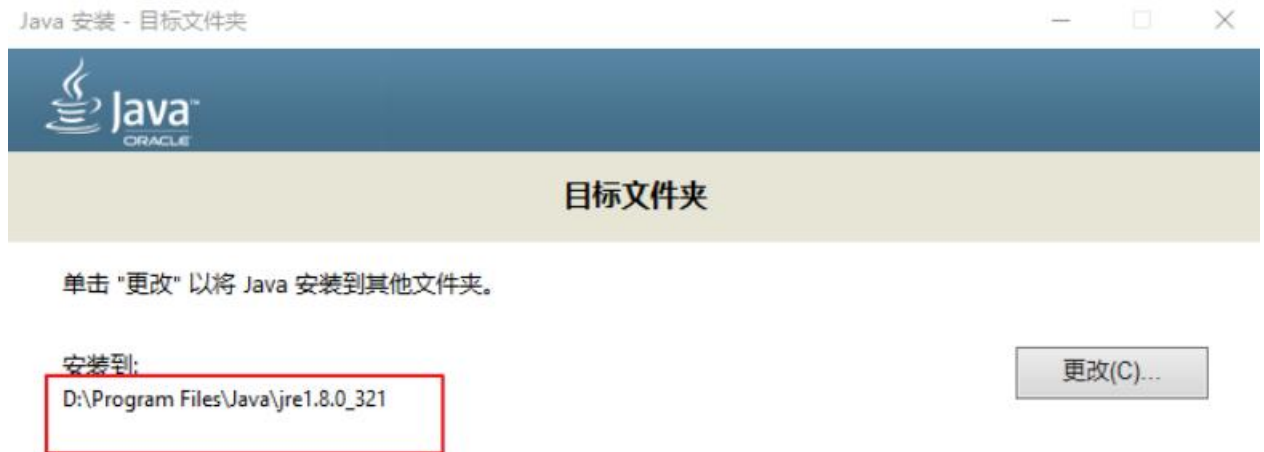 Java 安装 - 目标文件夹
Java™
ORACLE
目标文件夹
单击 "更改" 以将 Java 安装到其他文件夹。
安装到:
更改(C)...
D:\Program Files\Java\jre1.8.0_321